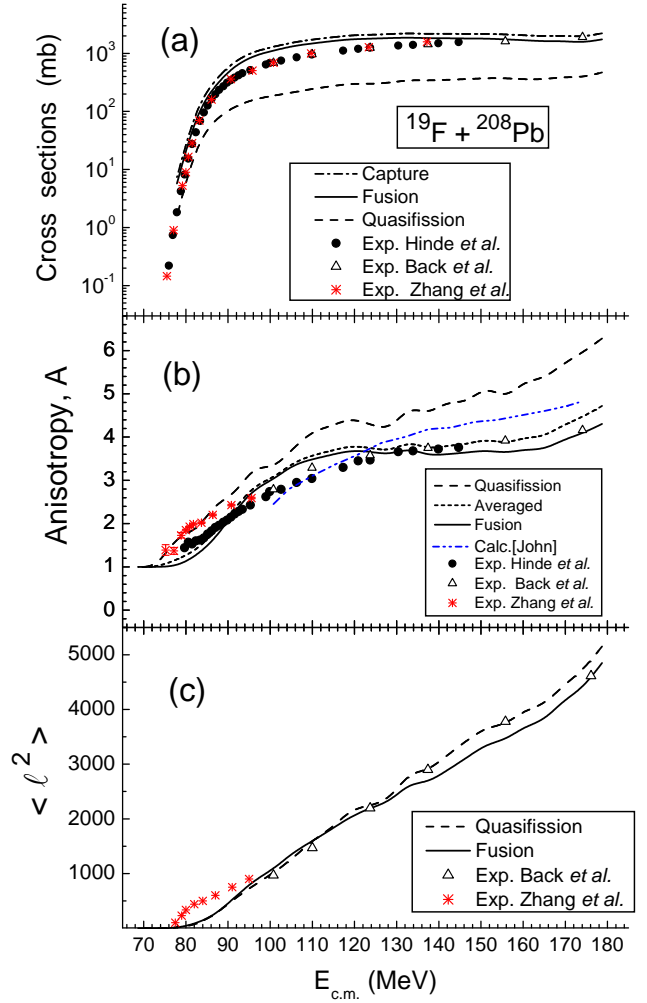 (a)
10³
10²
10¹
10⁰
10⁻¹
Cross sections (mb)
¹⁹F + ²⁰⁸Pb
Capture
Fusion
Quasifission
Exp. Hinde et al.
Exp. Back et al.
Exp. Zhang et al.
(b)
6
5
4
3
2
1
0
Anisotropy, A
Quasifission
Averaged
Fusion
Calc.[John]
Exp. Hinde et al.
Exp. Back et al.
Exp. Zhang et al.
(c)
5000
4000
3000
2000
1000
< ℓ² >
Quasifission
Fusion
Exp. Back et al.
Exp. Zhang et al.
70 80 90 100 110 120 130 140 150 160 170 180
E c.m. (MeV)